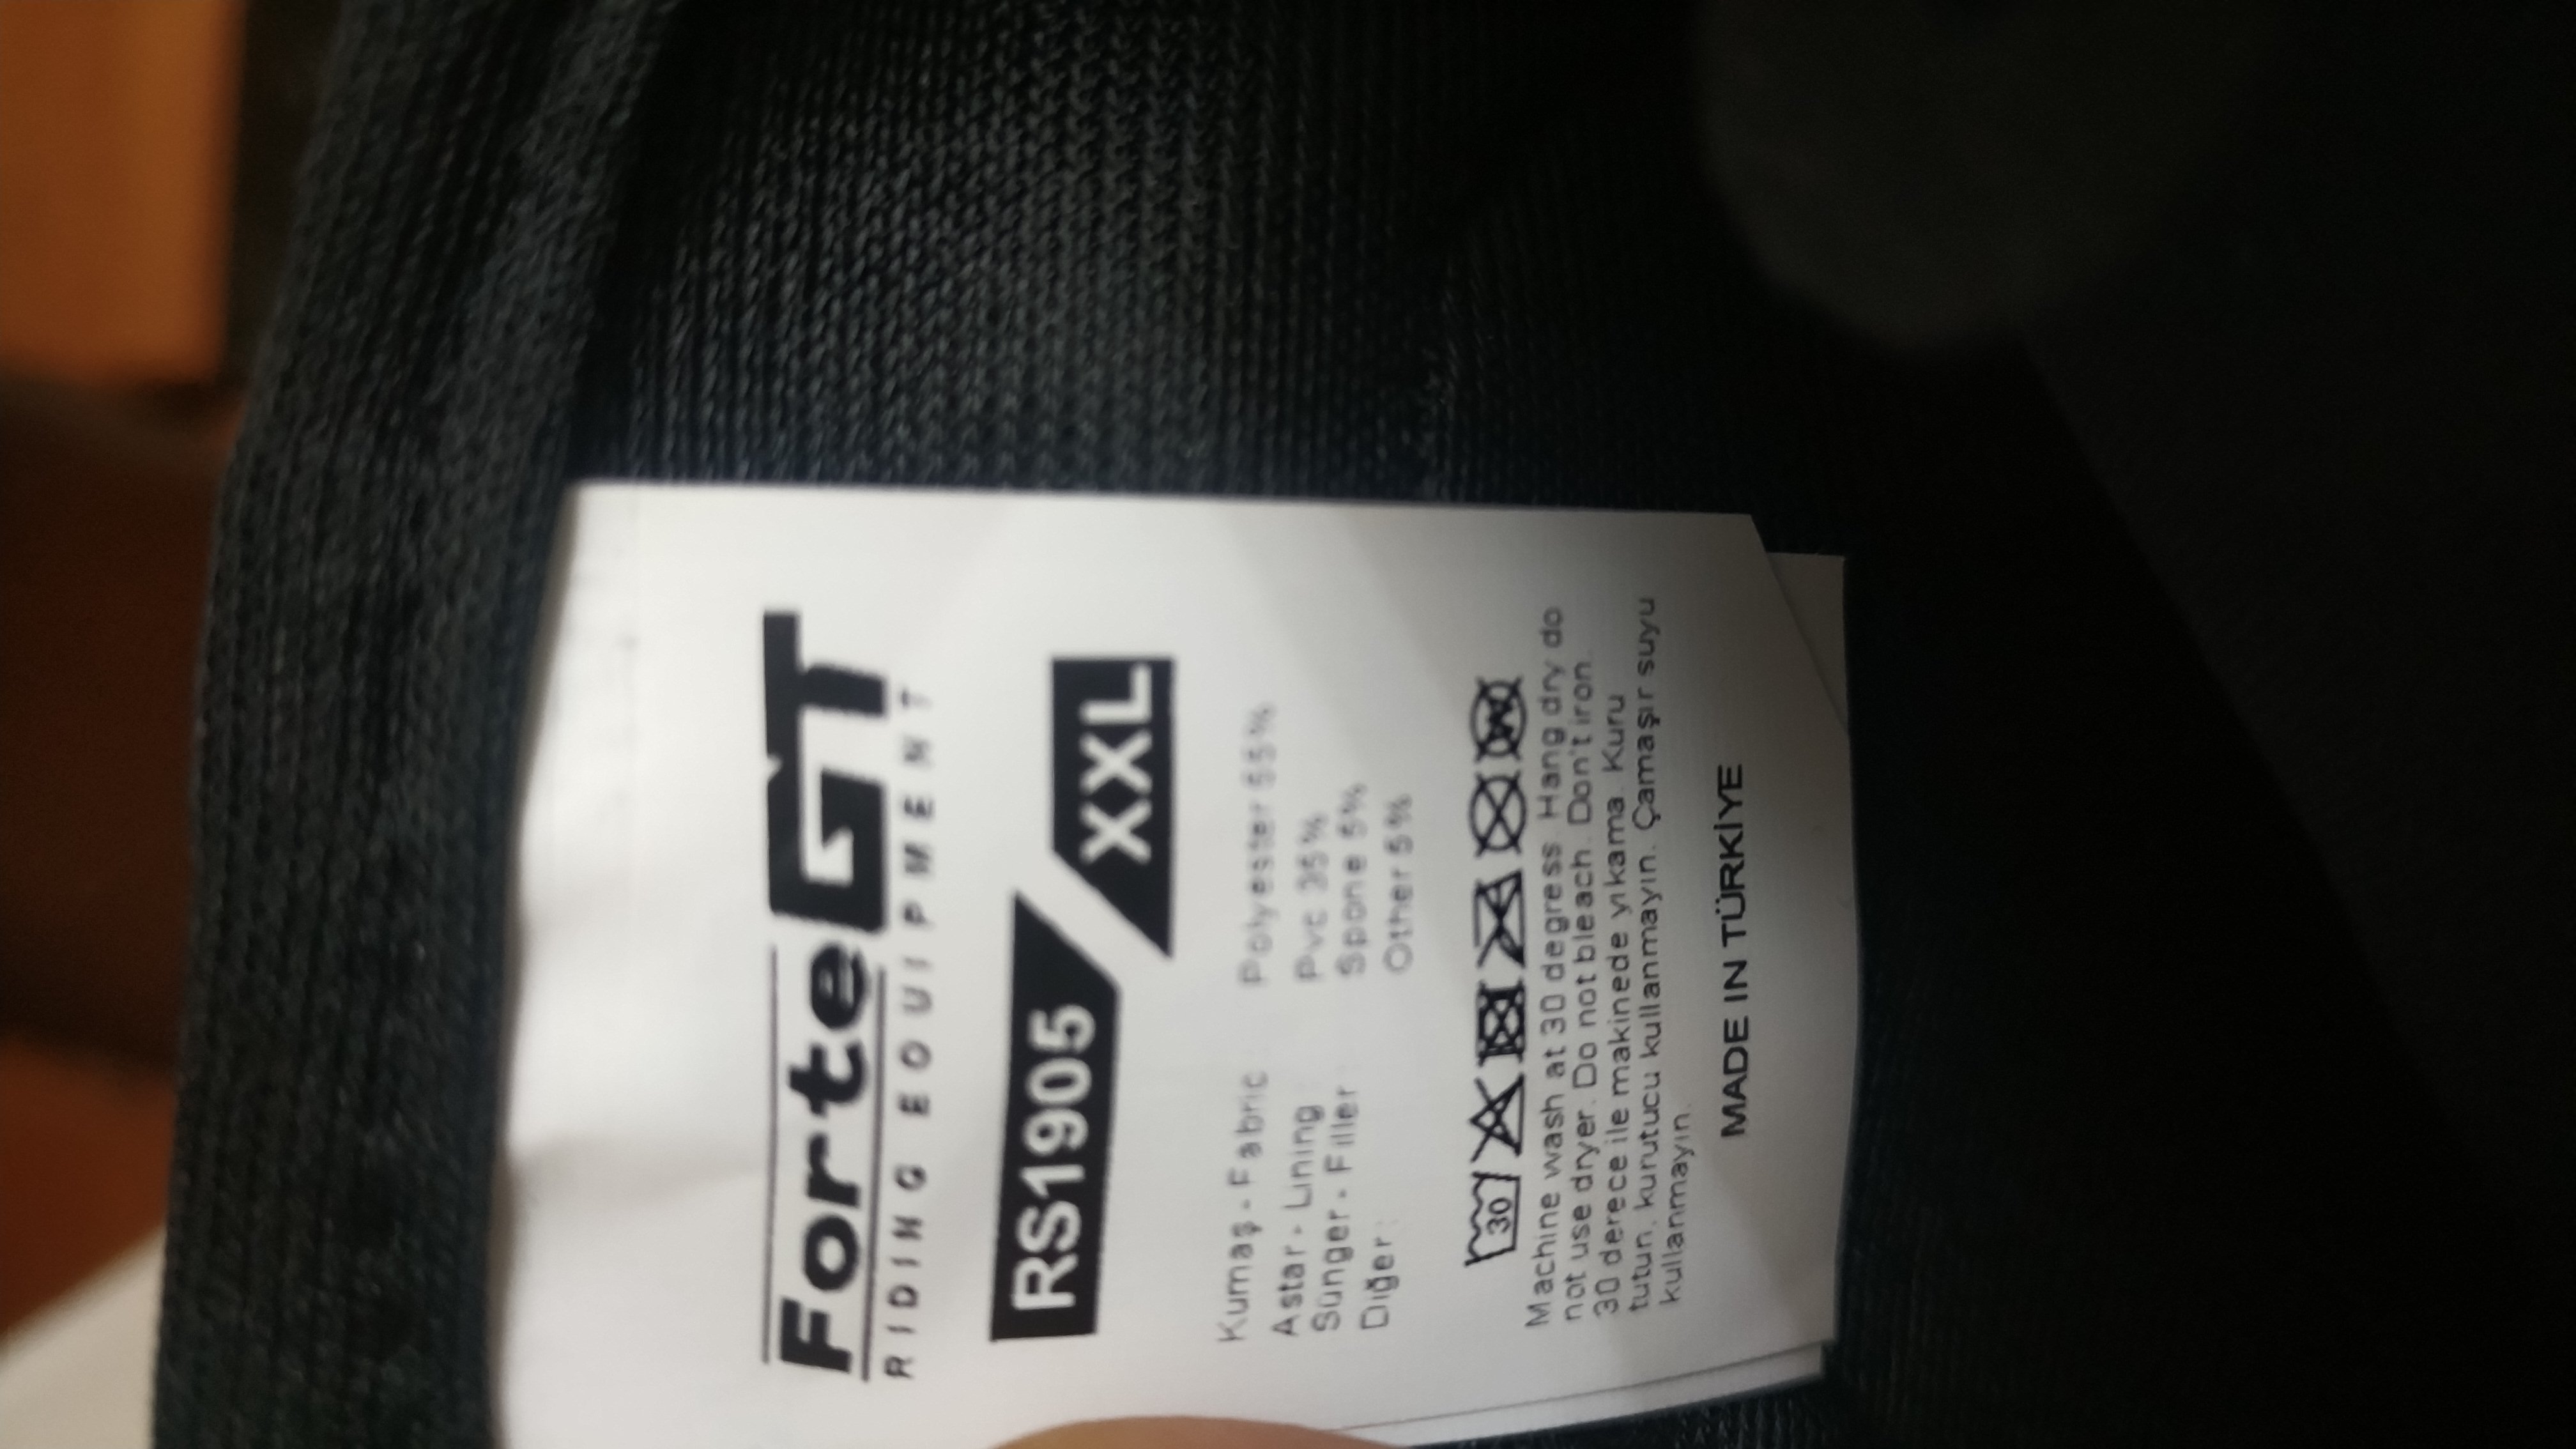 ForteGT
RIDING EQUIPMENT
RS1905 XXL
Kumaş - Fabric : Polyester 55%
Astar - Lining : Pvc 35%
Sünger - Filler : Spone 5%
Diğer : Other 5%
30
Machine wash at 30 degress. Hang dry do
not use dryer. Do not bleach. Don't iron.
30 derece ile makinede yıkama. Kuru
tutun. kurutucu kullanmayın. Çamaşır suyu
kullanmayın.
MADE IN TÜRKİYE